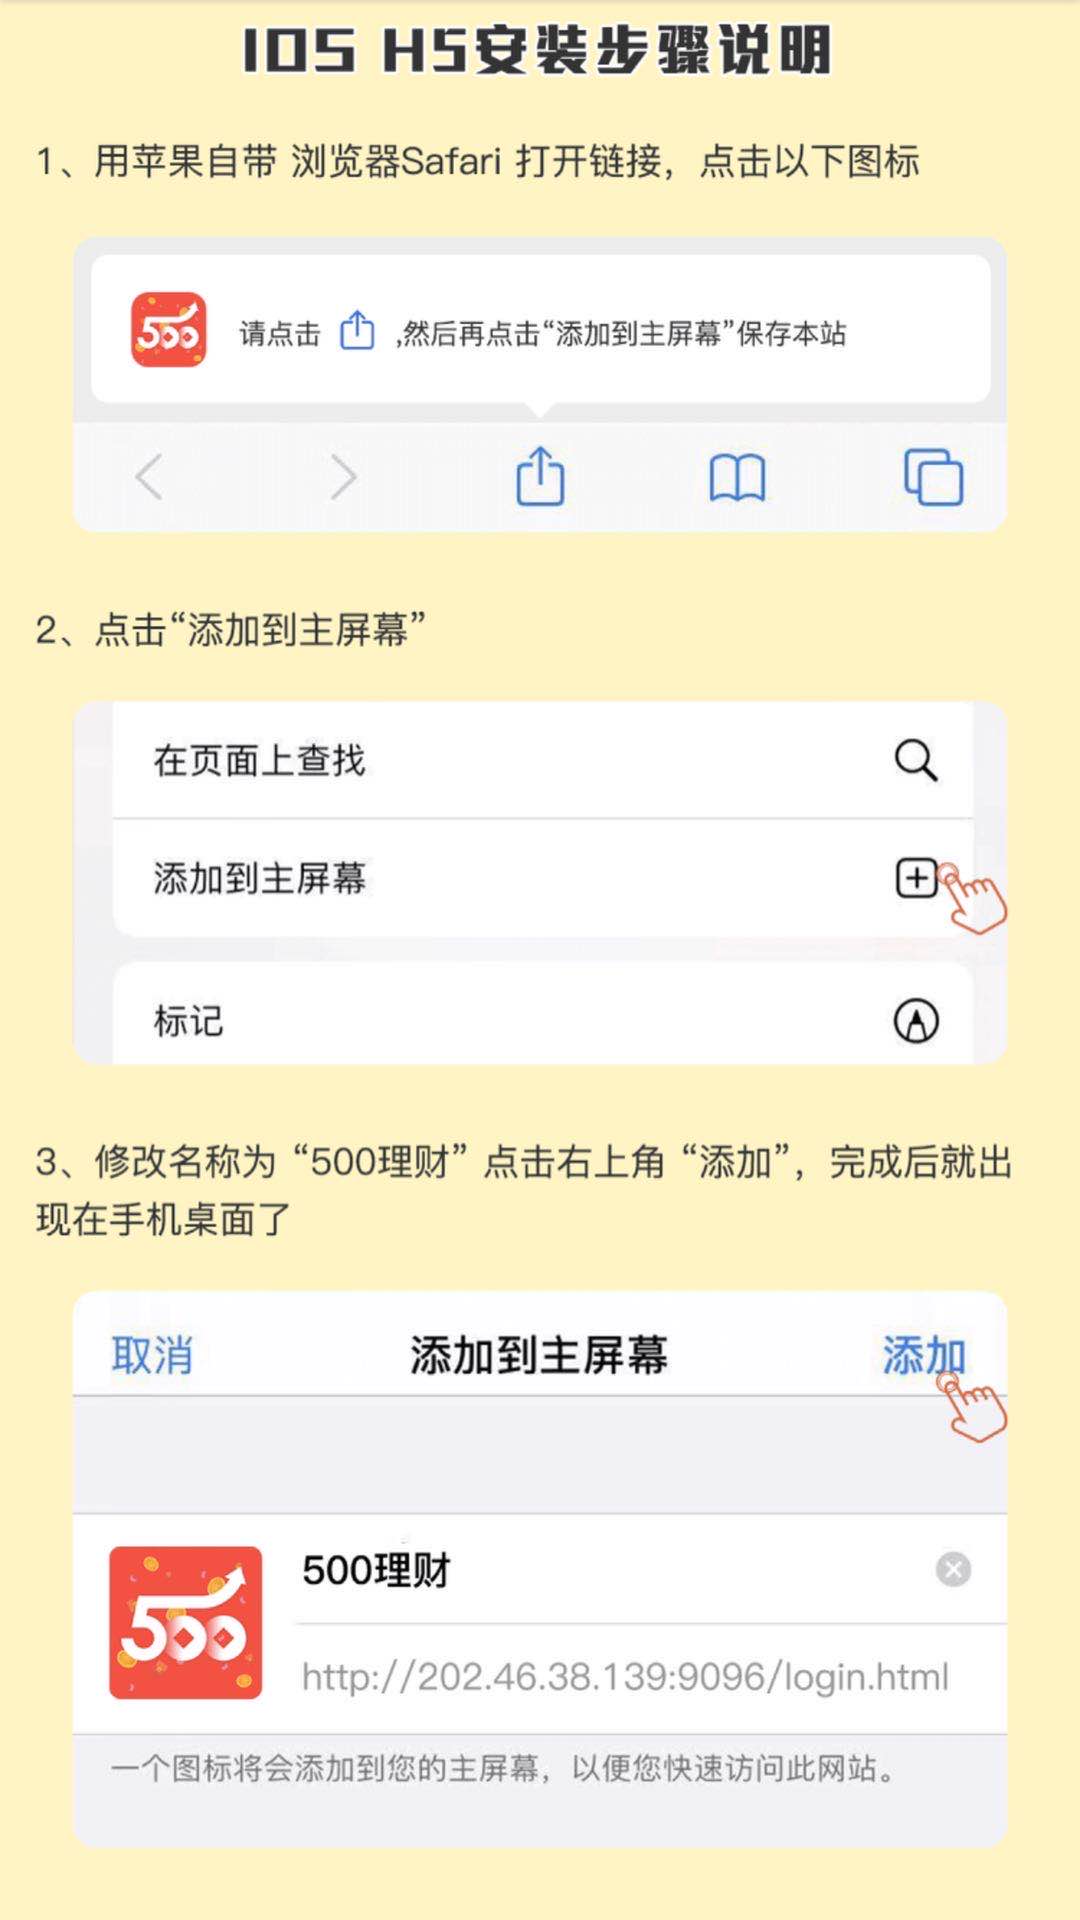 IOS H5安装步骤说明
1、用苹果自带 浏览器Safari 打开链接，点击以下图标
500
请点击 ,然后再点击“添加到主屏幕”保存本站
2、点击“添加到主屏幕”
在页面上查找
添加到主屏幕
标记
3、修改名称为 “500理财” 点击右上角 “添加”，完成后就出
现在手机桌面了
取消 添加到主屏幕 添加
500
500理财
http://202.46.38.139:9096/login.html
一个图标将会添加到您的主屏幕，以便您快速访问此网站。